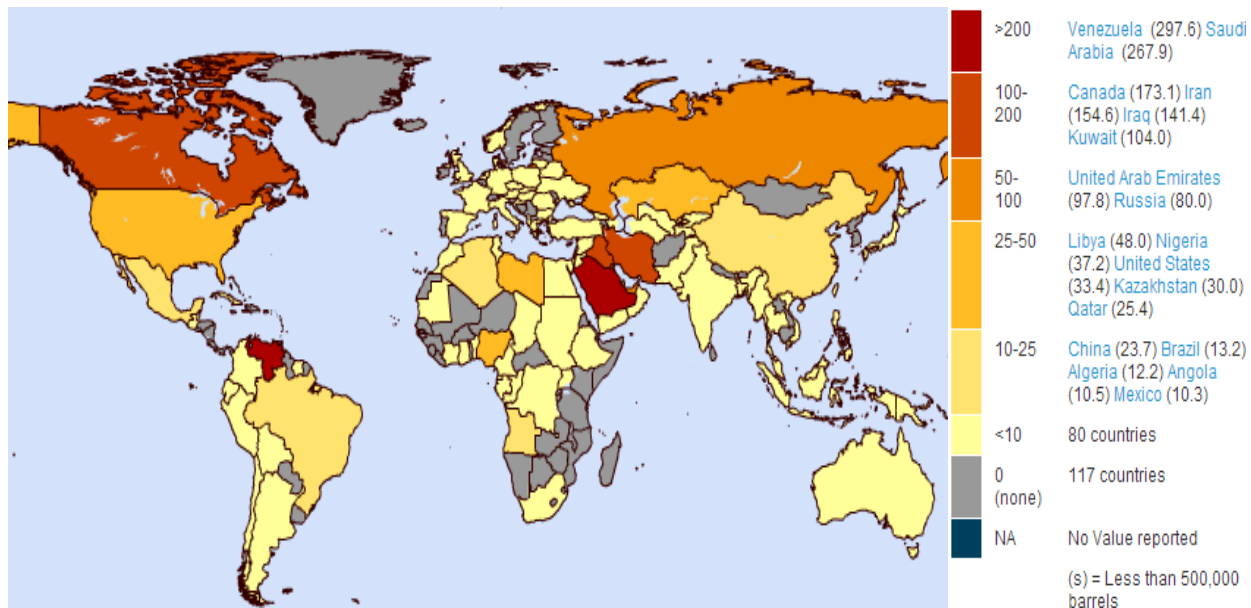 >200 Venezuela (297.6) Saudi
Arabia (267.9)
100- Canada (173.1) Iran
200 (154.6) Iraq (141.4)
Kuwait (104.0)
50- United Arab Emirates
100 (97.8) Russia (80.0)
25-50 Libya (48.0) Nigeria
(37.2) United States
(33.4) Kazakhstan (30.0)
Qatar (25.4)
10-25 China (23.7) Brazil (13.2)
Algeria (12.2) Angola
(10.5) Mexico (10.3)
<10 80 countries
0 117 countries
(none)
NA No Value reported
(s) = Less than 500,000
barrels